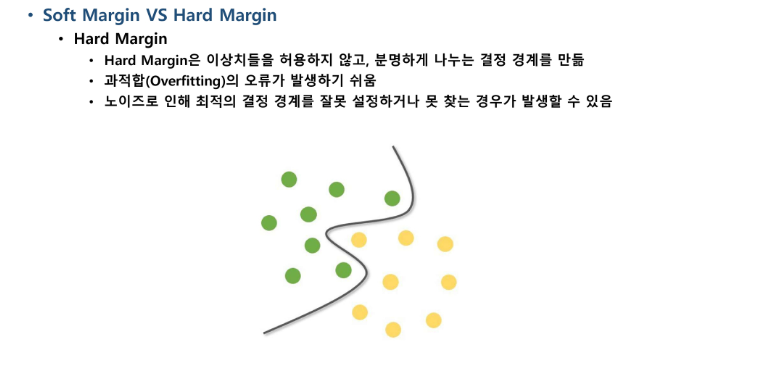 • Soft Margin VS Hard Margin
• Hard Margin
• Hard Margin은 이상치들을 허용하지 않고, 분명하게 나누는 결정 경계를 만듦
• 과적합(Overfitting)의 오류가 발생하기 쉬움
• 노이즈로 인해 최적의 결정 경계를 잘못 설정하거나 못 찾는 경우가 발생할 수 있음